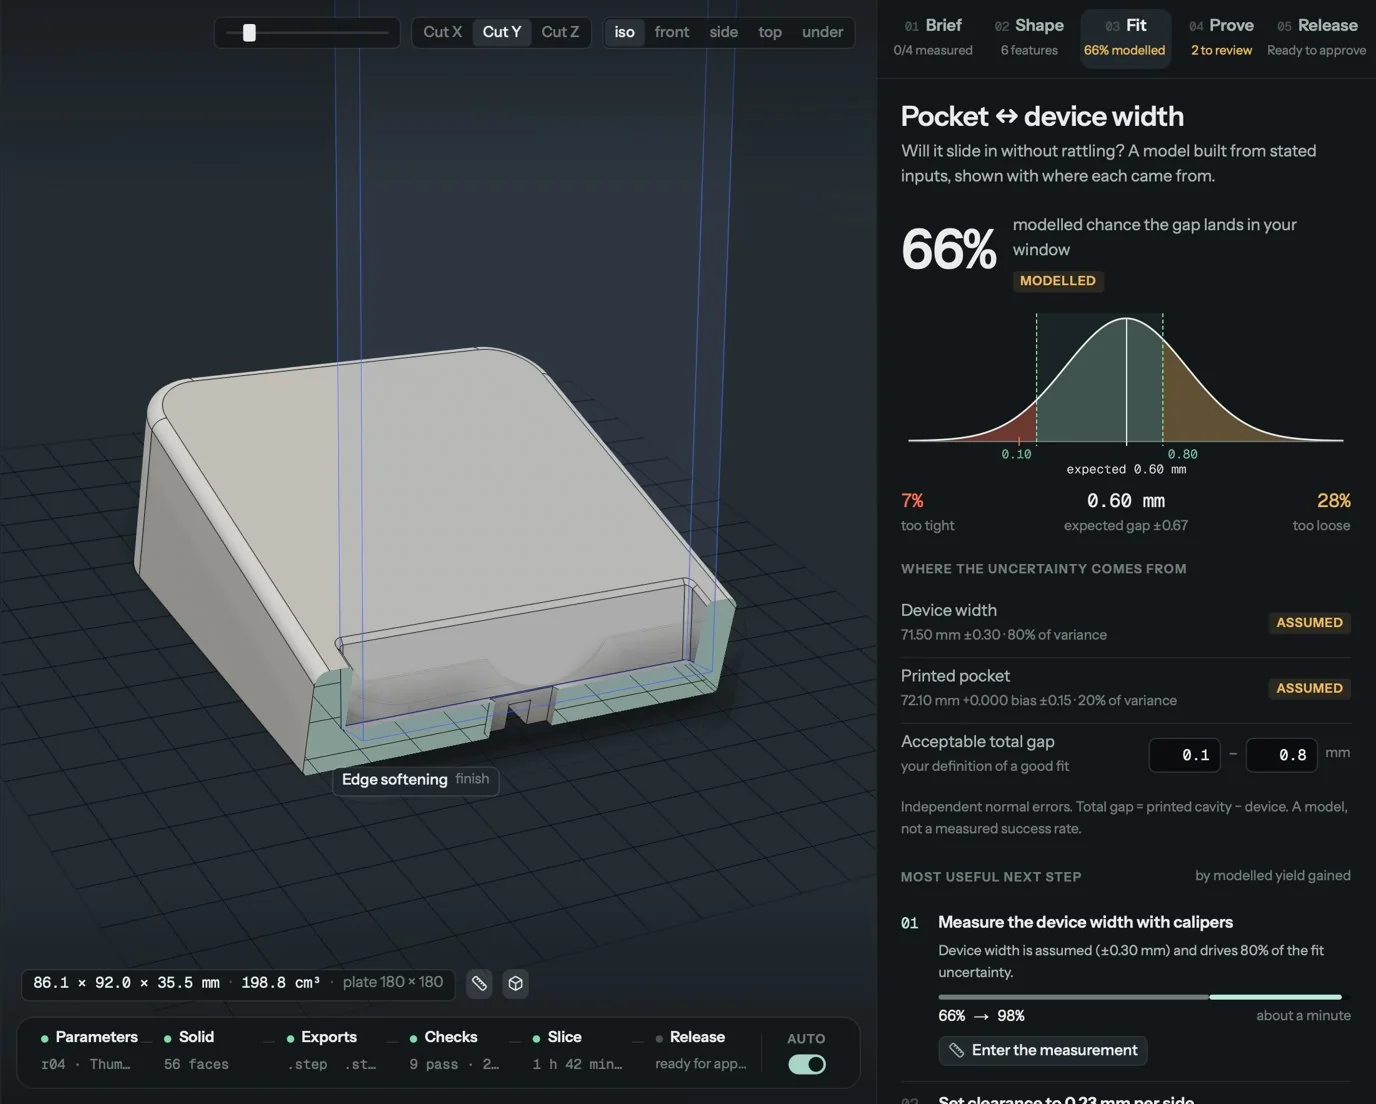 Cut X Cut Y Cut Z
iso front side top under
01 Brief
0/4 measured
02 Shape
6 features
03 Fit
66% modelled
04 Prove
2 to review
05 Release
Ready to approve
Pocket ↔ device width
Will it slide in without rattling? A model built from stated
inputs, shown with where each came from.
66%
modelled chance the gap lands in your
window
MODELLED
0.10 0.80
expected 0.60 mm
7%
too tight
0.60 mm
expected gap ±0.67
28%
too loose
WHERE THE UNCERTAINTY COMES FROM
Device width
71.50 mm ±0.30 · 80% of variance
ASSUMED
Printed pocket
72.10 mm +0.000 bias ±0.15 · 20% of variance
ASSUMED
Acceptable total gap
your definition of a good fit
0.1 – 0.8 mm
Independent normal errors. Total gap = printed cavity − device. A model,
not a measured success rate.
MOST USEFUL NEXT STEP by modelled yield gained
01 Measure the device width with calipers
Device width is assumed (±0.30 mm) and drives 80% of the fit
uncertainty.
66% → 98% about a minute
Enter the measurement
02 Set clearance to 0.23 mm per side
Edge softening finish
86.1 × 92.0 × 35.5 mm · 198.8 cm³ · plate 180 × 180
Parameters
r04 · Thum…
Solid
56 faces
Exports
.step .st…
Checks
9 pass · 2…
Slice
1 h 42 min…
Release
ready for app…
AUTO